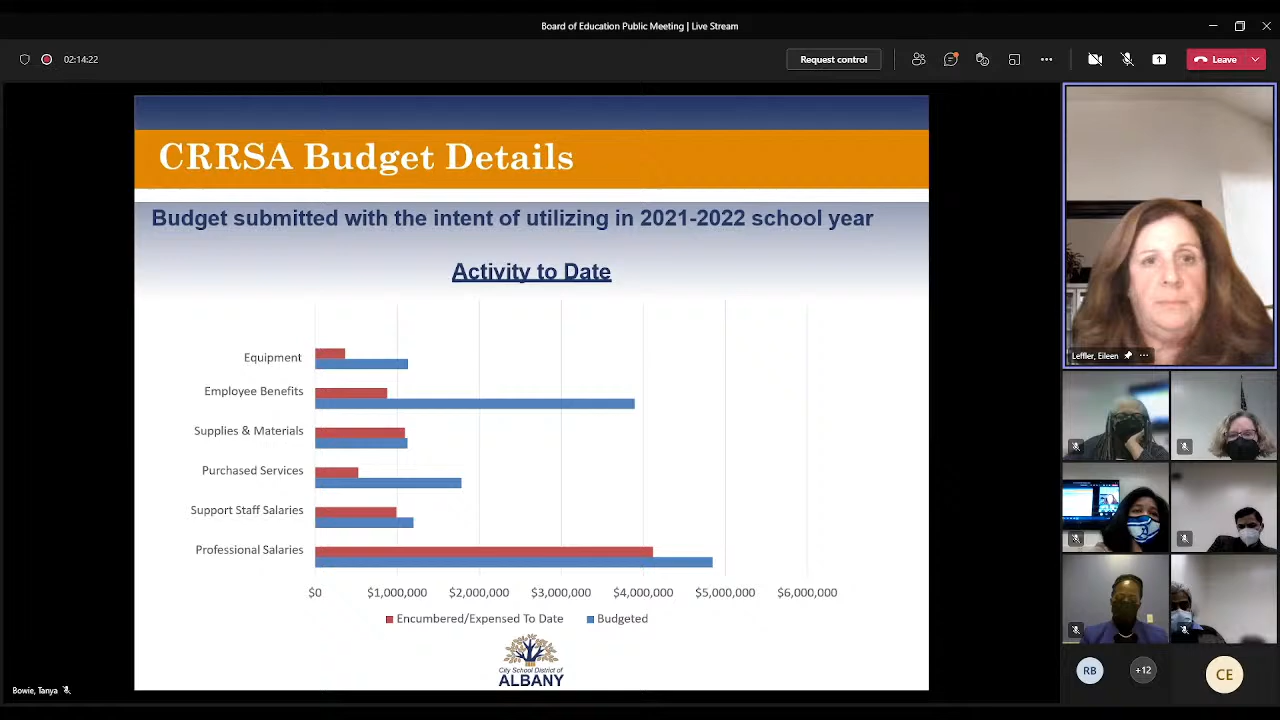 Board of Education Public Meeting | Live Stream
02:14:22
Request control
Leave
CRRSA Budget Details
Budget submitted with the intent of utilizing in 2021-2022 school year
Activity to Date
Equipment
Employee Benefits
Supplies & Materials
Purchased Services
Support Staff Salaries
Professional Salaries
$0 $1,000,000 $2,000,000 $3,000,000 $4,000,000 $5,000,000 $6,000,000
Encumbered/Expensed To Date Budgeted
City School District of
ALBANY
Bowie, Tanya
Leffler, Eileen
RB
+12
CE